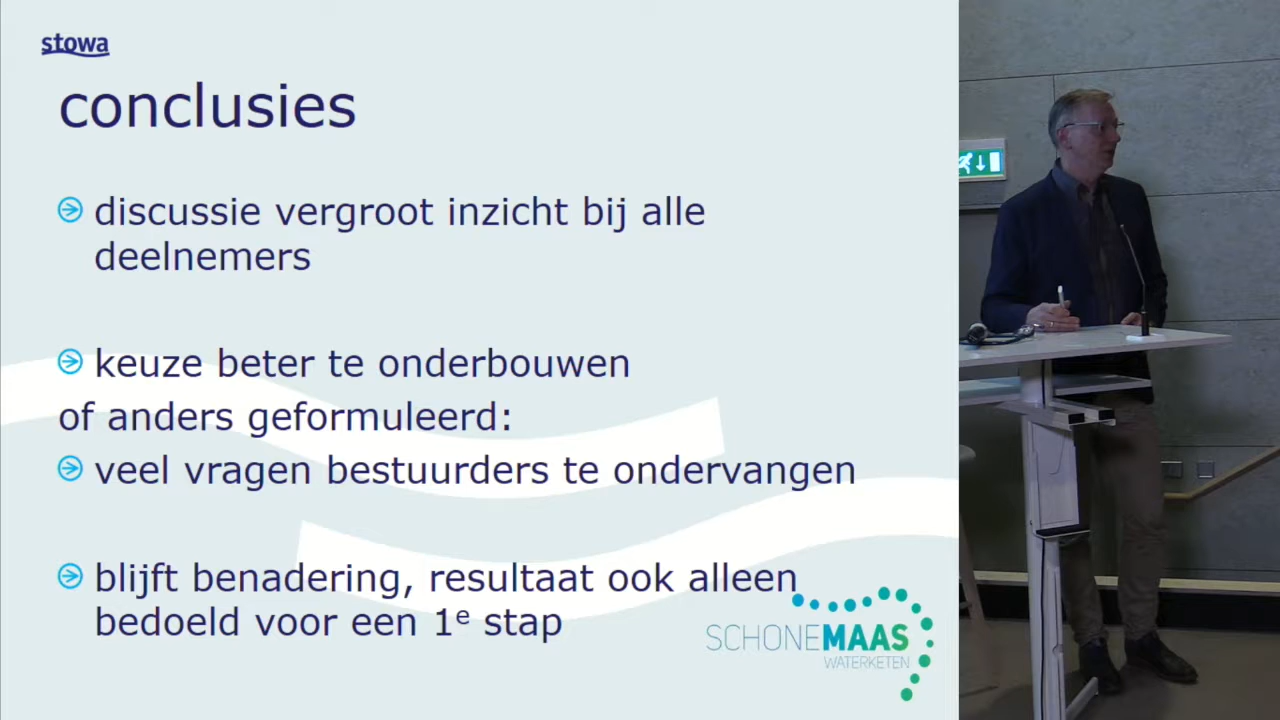 stowa
conclusies
discussie vergroot inzicht bij alle
deelnemers
keuze beter te onderbouwen
of anders geformuleerd:
veel vragen bestuurders te ondervangen
blijft benadering, resultaat ook alleen
bedoeld voor een 1e stap
SCHONEMAAS
WATERKETEN